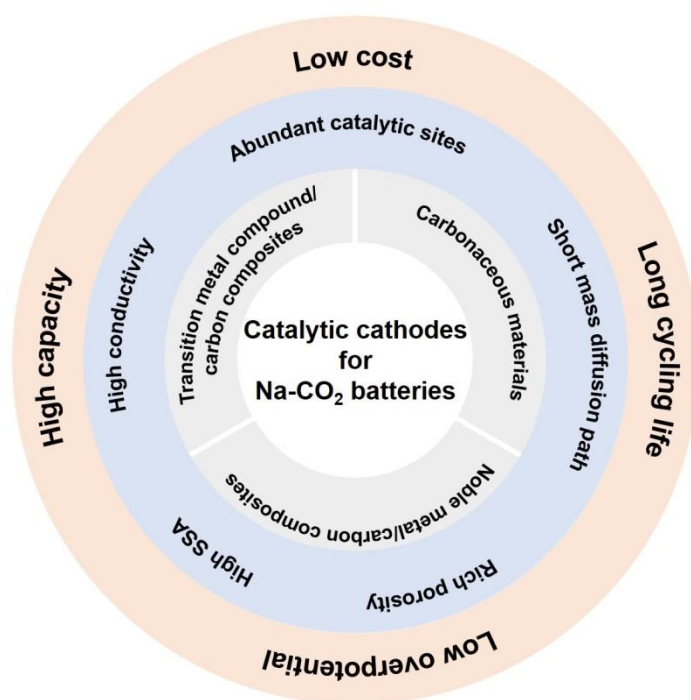 Low cost
Long cycling life
Low overpotential
High capacity
Abundant catalytic sites
Short mass diffusion path
Rich porosity
High SSA
High conductivity
Transition metal compound/
carbon composites
Carbonaceous materials
Noble metal/carbon composites
Catalytic cathodes
for
Na-CO₂ batteries